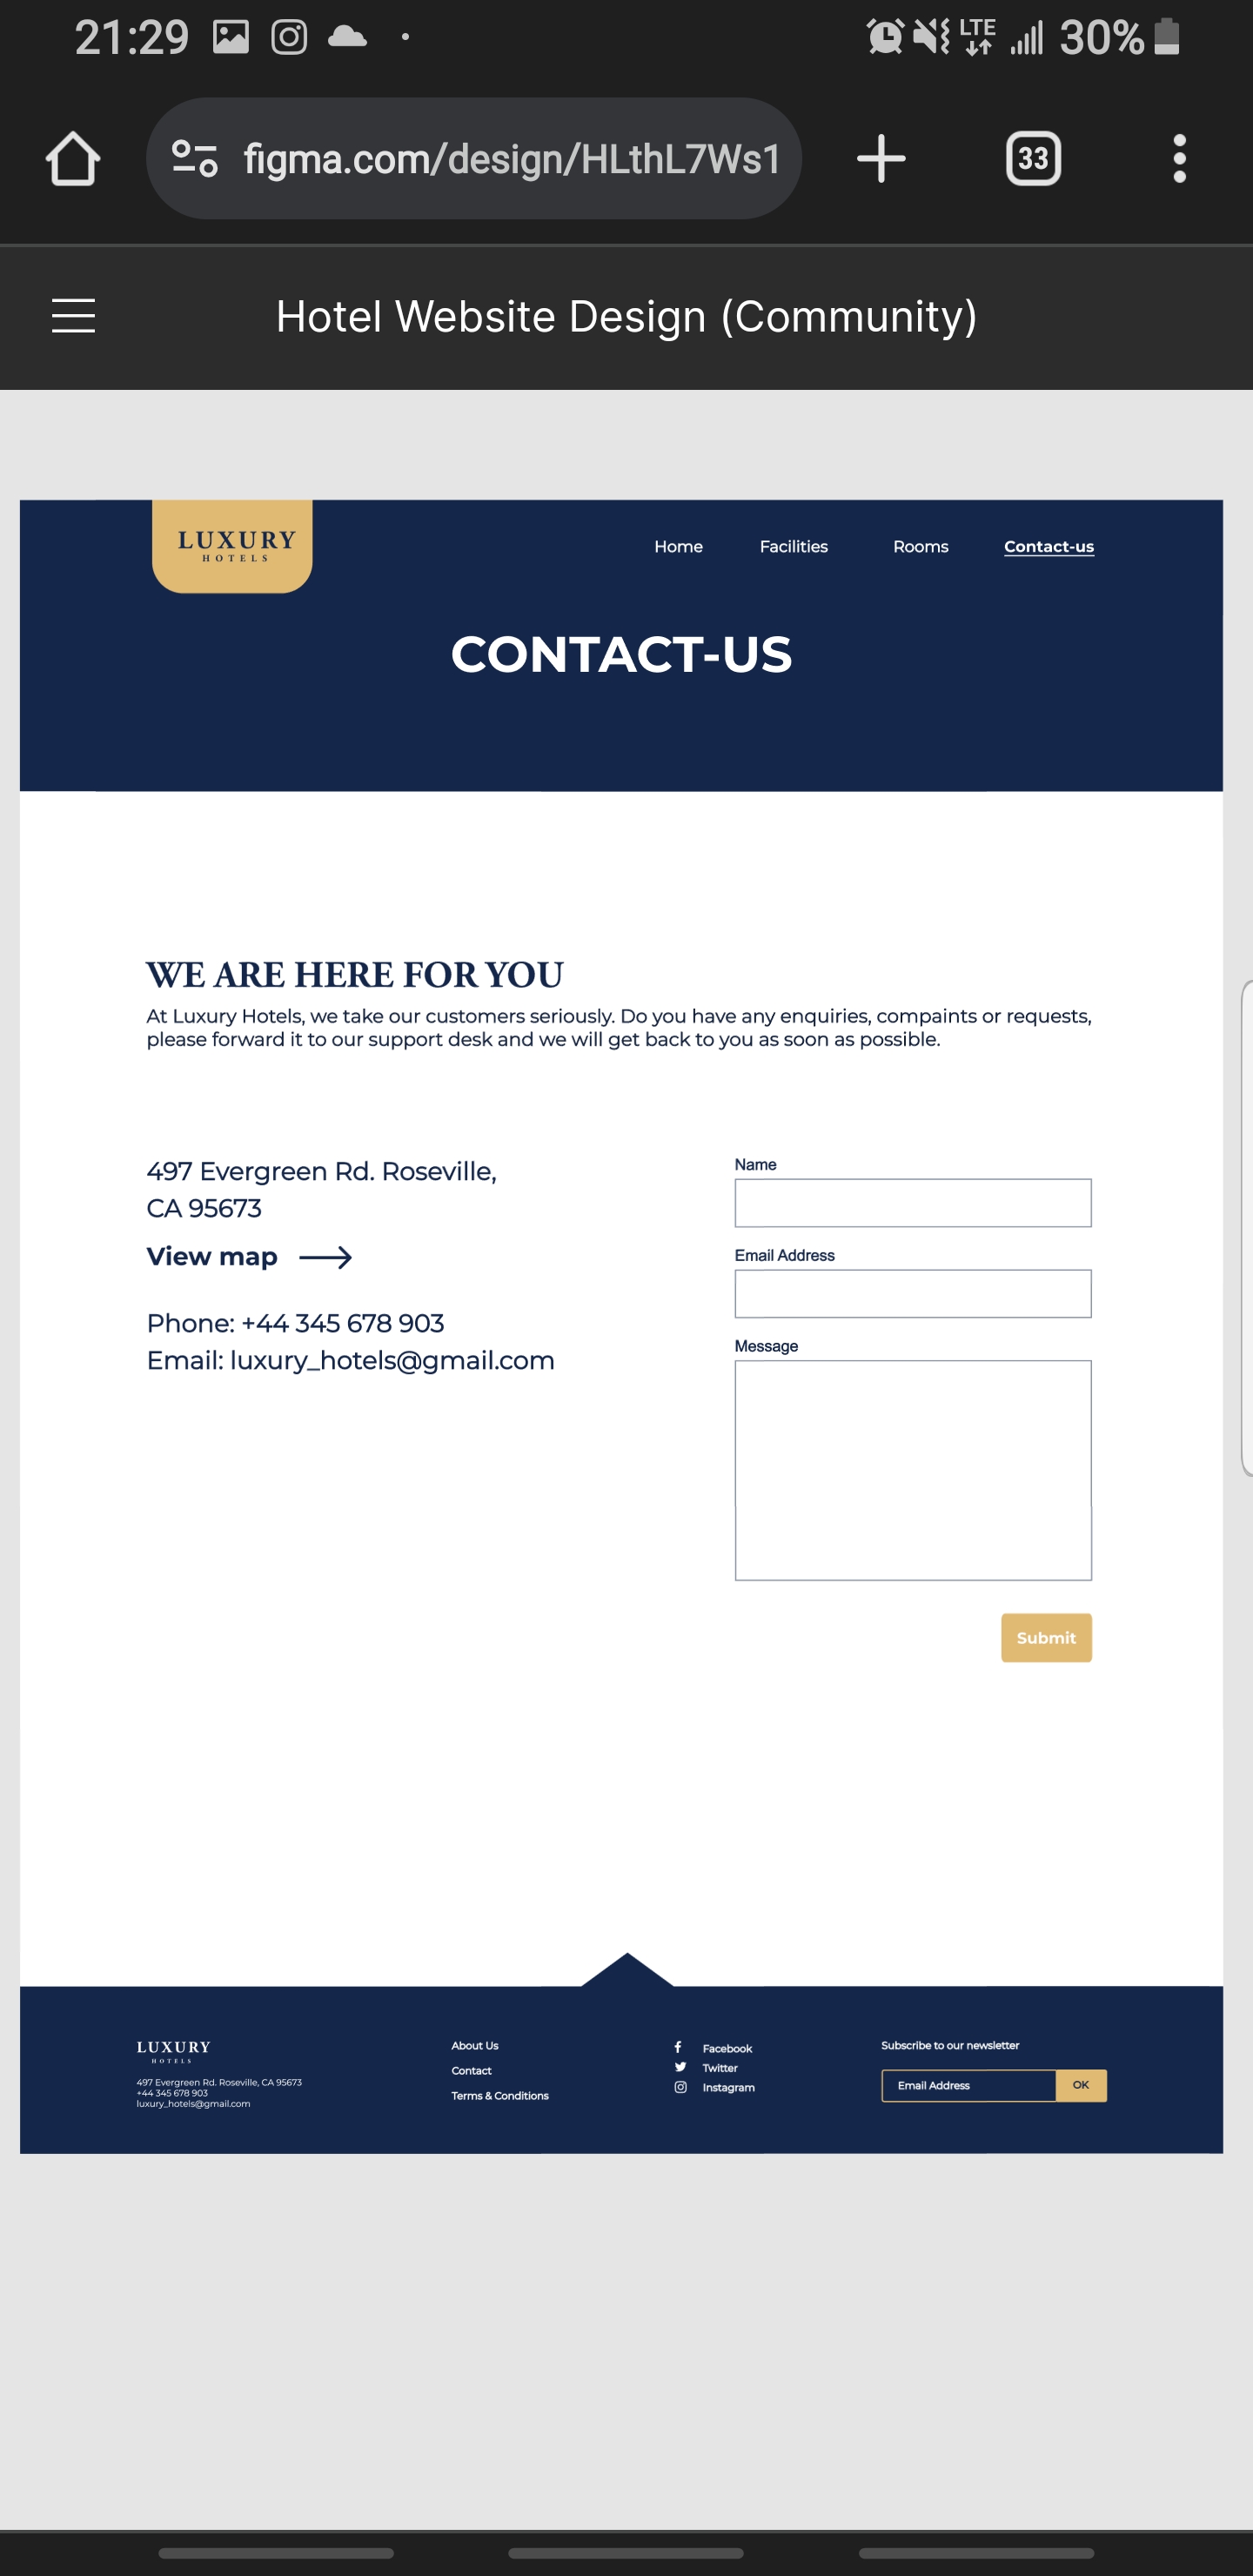 21:29
LTE
30%
figma.com/design/HLthL7Ws1
33
Hotel Website Design (Community)
LUXURY
HOTELS
Home Facilities Rooms Contact-us
CONTACT-US
WE ARE HERE FOR YOU
At Luxury Hotels, we take our customers seriously. Do you have any enquiries, compaints or requests,
please forward it to our support desk and we will get back to you as soon as possible.
497 Evergreen Rd. Roseville,
CA 95673
View map
Phone: +44 345 678 903
Email: luxury_hotels@gmail.com
Name
Email Address
Message
Submit
LUXURY
HOTELS
497 Evergreen Rd. Roseville, CA 95673
+44 345 678 903
luxury_hotels@gmail.com
About Us
Contact
Terms & Conditions
Facebook
Twitter
Instagram
Subscribe to our newsletter
Email Address
OK